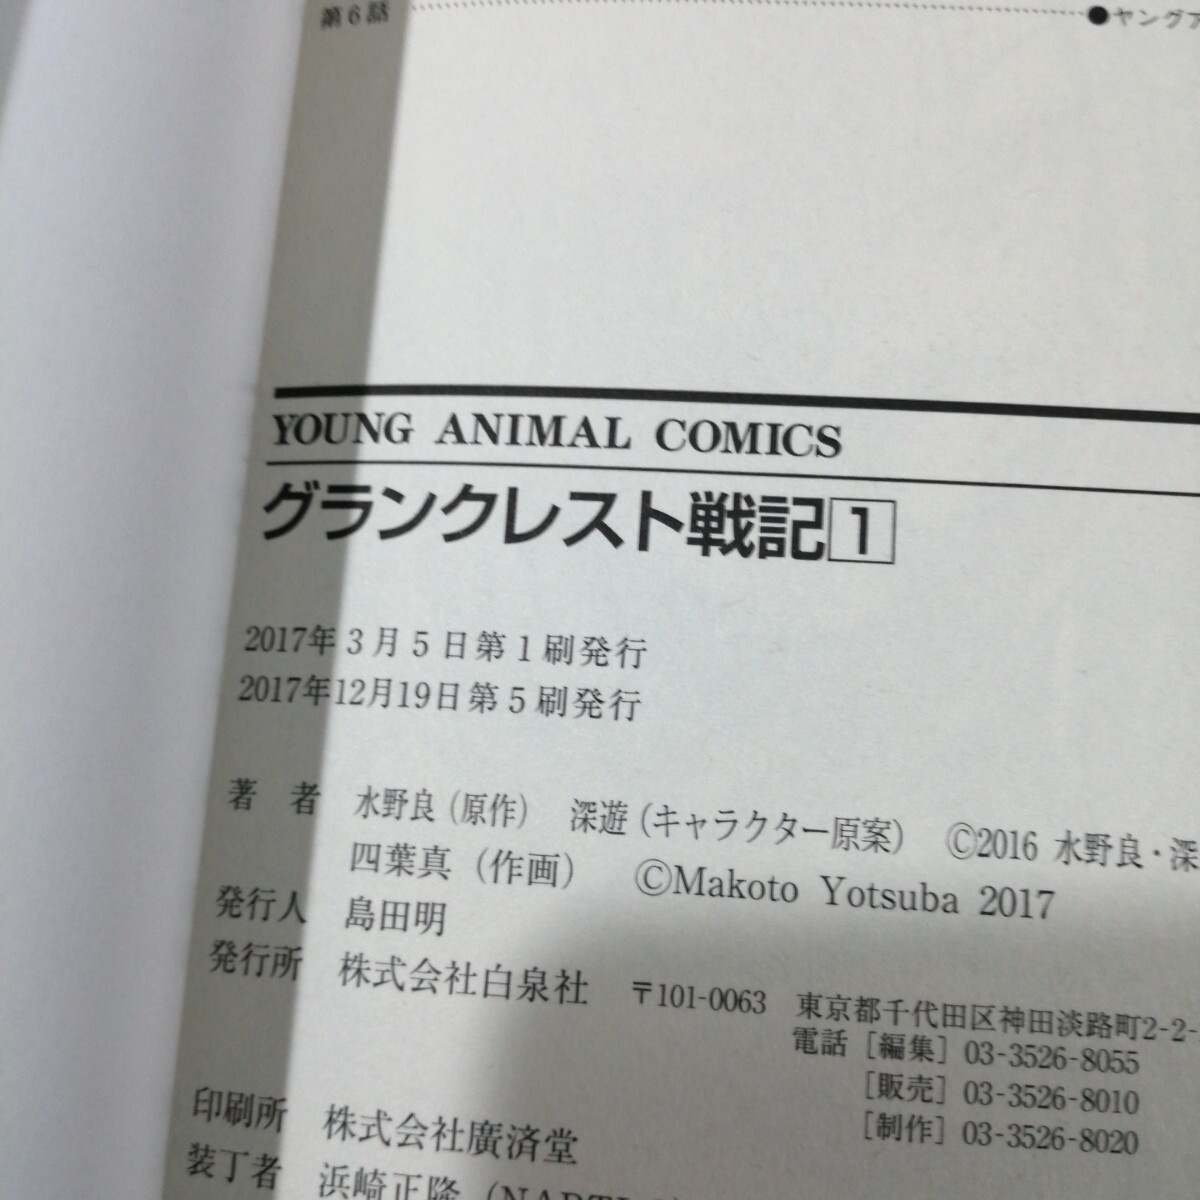 第6話 ●ヤングア
YOUNG ANIMAL COMICS
グランクレスト戦記 1
2017年3月5日第1刷発行
2017年12月19日第5刷発行
著者 水野良(原作) 深遊(キャラクター原案) ©2016 水野良・深
四葉真(作画) ©Makoto Yotsuba 2017
発行人 島田明
発行所 株式会社白泉社 〒101-0063 東京都千代田区神田淡路町2-2-
電話[編集]03-3526-8055
[販売]03-3526-8010
[制作]03-3526-8020
印刷所 株式会社廣済堂
装丁者 浜崎正隆